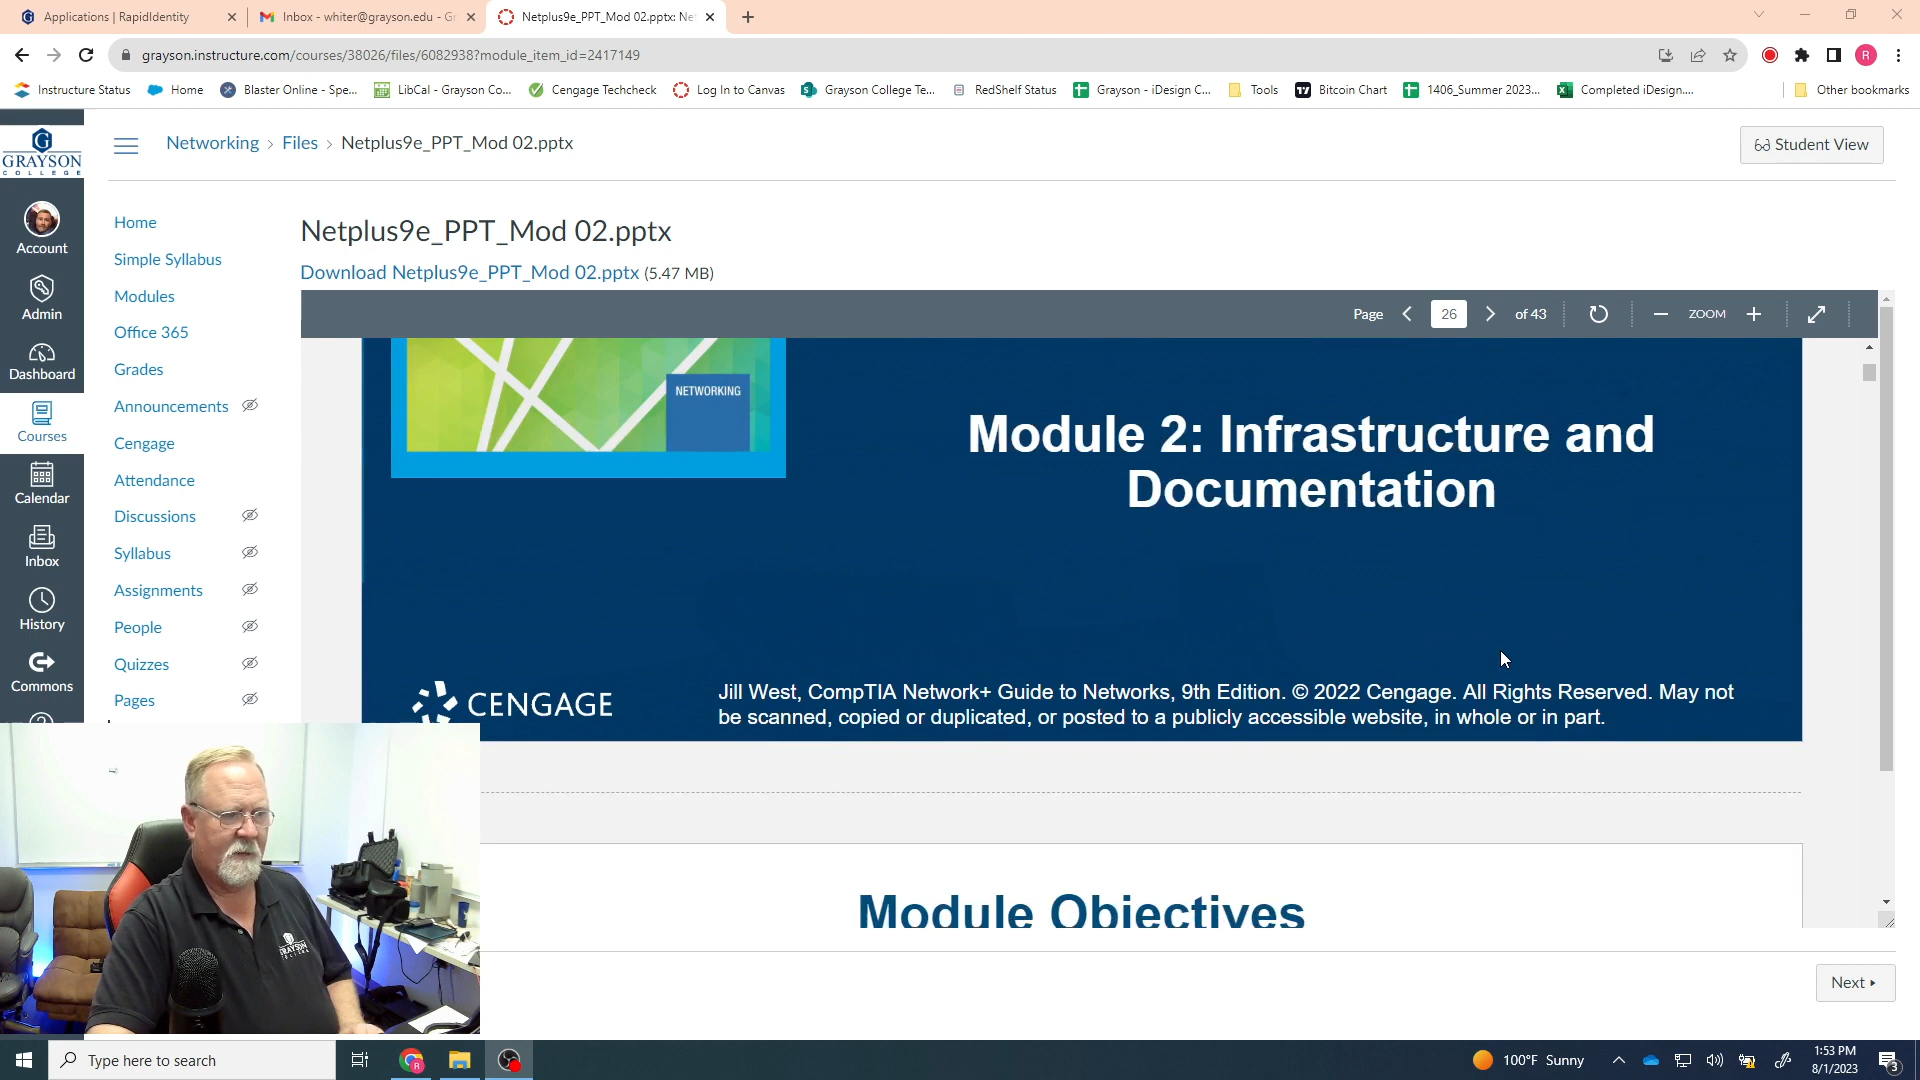 Applications | RapidIdentity
Inbox - whiter@grayson.edu - Gr
Netplus9e_PPT_Mod 02.pptx: Net
grayson.instructure.com/courses/38026/files/6082938?module_item_id=2417149
R
Instructure Status
Home
Blaster Online - Spe...
LibCal - Grayson Co...
Cengage Techcheck
Log In to Canvas
Grayson College Te...
RedShelf Status
Grayson - iDesign C...
Tools
Bitcoin Chart
1406_Summer 2023...
Completed iDesign....
Other bookmarks
GRAYSON
COLLEGE
Networking › Files › Netplus9e_PPT_Mod 02.pptx
Student View
Account
Admin
Dashboard
Courses
Calendar
Inbox
History
Commons
Home
Simple Syllabus
Modules
Office 365
Grades
Announcements
Cengage
Attendance
Discussions
Syllabus
Assignments
People
Quizzes
Pages
Netplus9e_PPT_Mod 02.pptx
Download Netplus9e_PPT_Mod 02.pptx (5.47 MB)
Page 26 of 43
ZOOM
NETWORKING
Module 2: Infrastructure and
Documentation
CENGAGE
Jill West, CompTIA Network+ Guide to Networks, 9th Edition. © 2022 Cengage. All Rights Reserved. May not
be scanned, copied or duplicated, or posted to a publicly accessible website, in whole or in part.
Module Objectives
GRAYSON
COLLEGE
Next
Type here to search
100°F Sunny
1:53 PM
8/1/2023
3